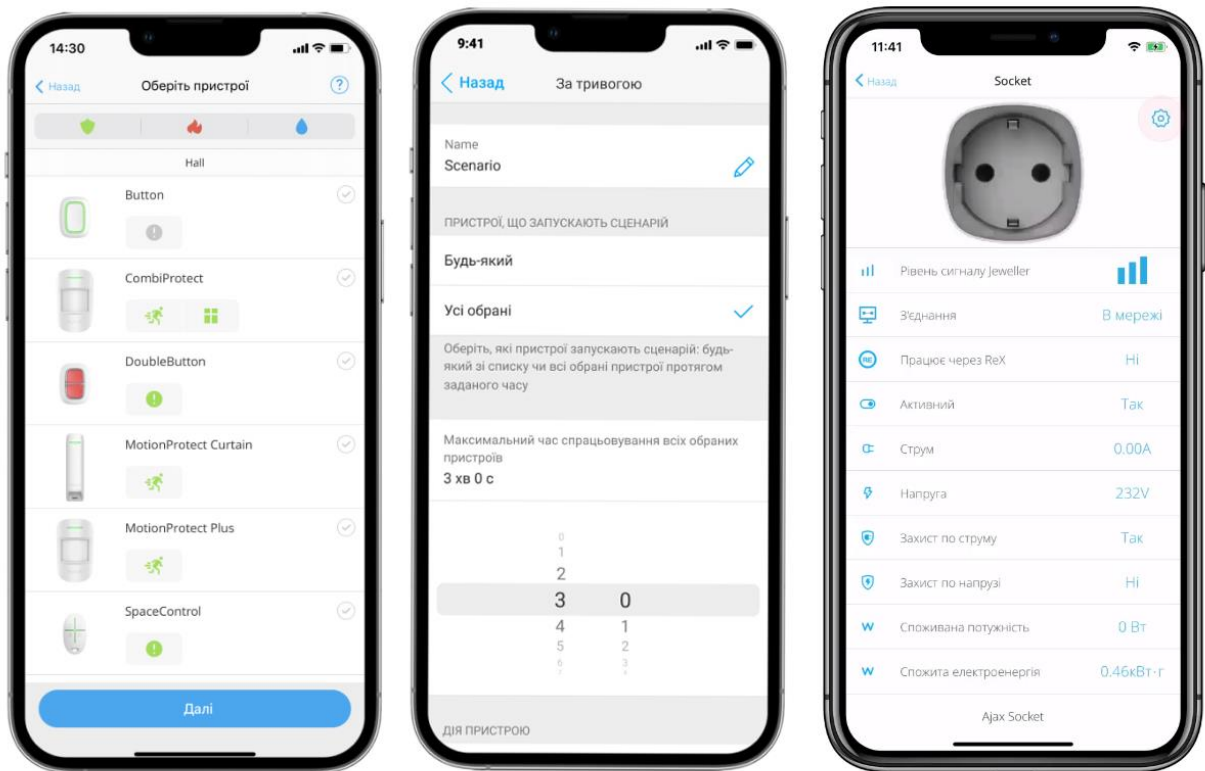 14:30
Назад
Оберіть пристрої
?
Hall
Button
CombiProtect
DoubleButton
MotionProtect Curtain
MotionProtect Plus
SpaceControl
Далі
9:41
Назад
За тривогою
Name
Scenario
ПРИСТРОЇ, ЩО ЗАПУСКАЮТЬ СЦЕНАРІЙ
Будь-який
Усі обрані
Оберіть, які пристрої запускають сценарій: будь-
який зі списку чи всі обрані пристрої протягом
заданого часу
Максимальний час спрацьовування всіх обраних
пристроїв
3 хв 0 с
0
1
2
3 0
4 1
5 2
6 3
ДІЯ ПРИСТРОЮ
11:41
Назад
Socket
Рівень сигналу Jeweller
З'єднання В мережі
RE Працює через ReX Ні
Активний Так
Струм 0.00A
Напруга 232V
Захист по струму Так
Захист по напрузі Ні
W Споживана потужність 0 Вт
W Спожита електроенергія 0.46кВт·г
Ajax Socket